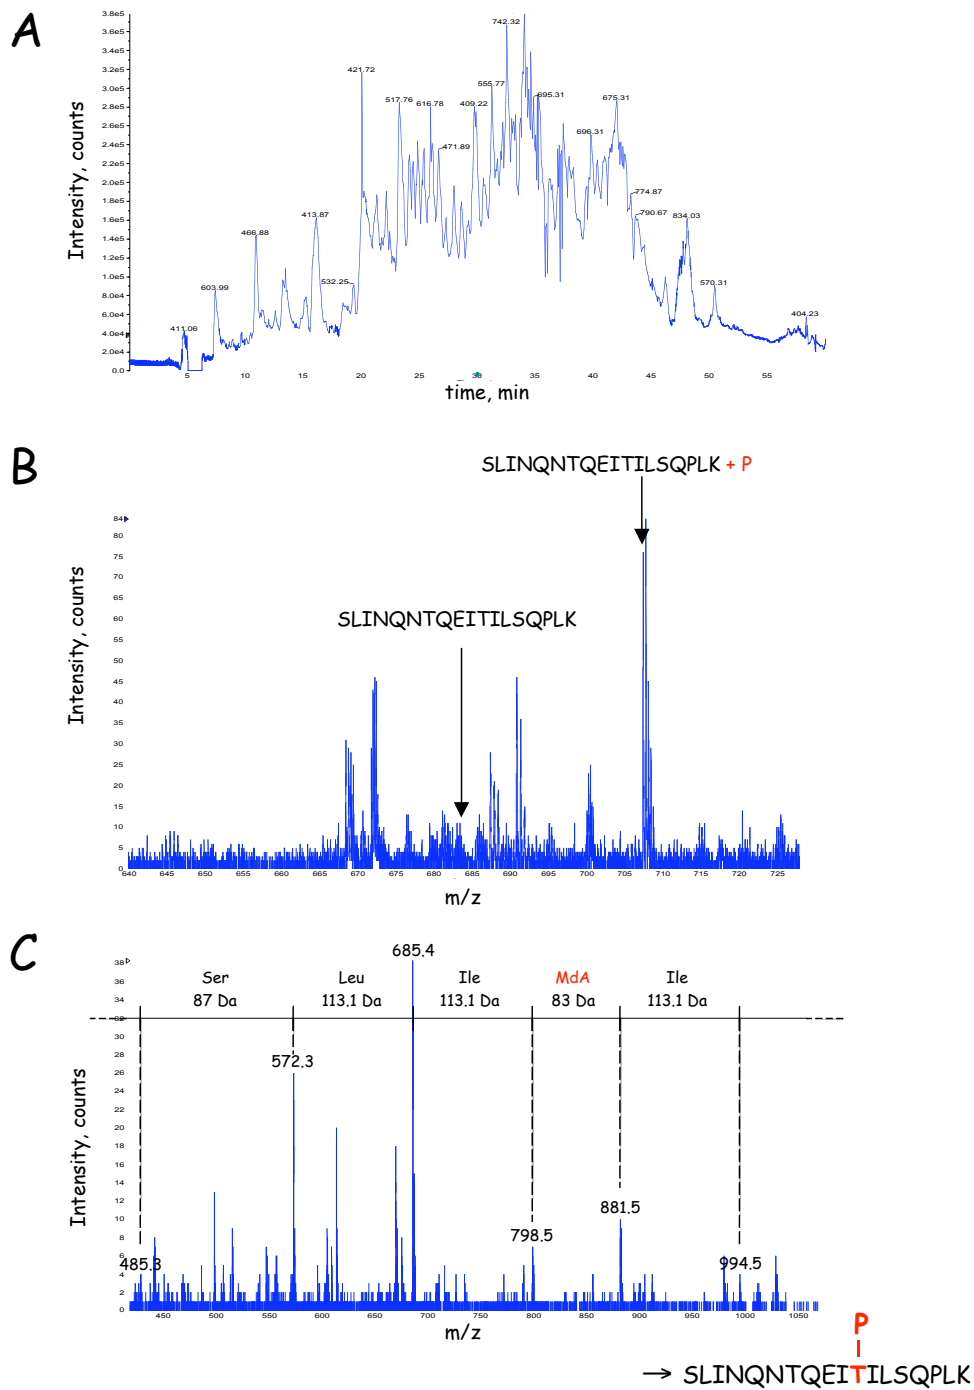 A
Intensity, counts
3.8e5
3.6e5
3.4e5
3.2e5
3.0e5
2.8e5
2.6e5
2.4e5
2.2e5
2.0e5
1.8e5
1.6e5
1.4e5
1.2e5
1.0e5
8.0e4
6.0e4
4.0e4
2.0e4
0.0
742.32
421.72
555.77
517.76
616.78
409.22
695.31
675.31
696.31
471.89
774.87
790.67
834.03
413.87
466.88
532.25
603.99
570.31
411.06
404.23
5 10 15 20 25 30 35 40 45 50 55
time, min
B
SLINQNTQEITILSQPLK + P
SLINQNTQEITILSQPLK
Intensity, counts
84
80
75
70
65
60
55
50
45
40
35
30
25
20
15
10
5
0
640 645 650 655 660 665 670 675 680 685 690 695 700 705 710 715 720 725
m/z
C
685.4
Ser Leu Ile MdA Ile
87 Da 113.1 Da 113.1 Da 83 Da 113.1 Da
Intensity, counts
38
36
34
32
30
28
26
24
22
20
18
16
14
12
10
8
6
4
2
0
572.3
881.5
798.5
485.3
994.5
450 500 550 600 650 700 750 800 850 900 950 1000 1050
m/z
P
SLINQNTQEITILSQPLK